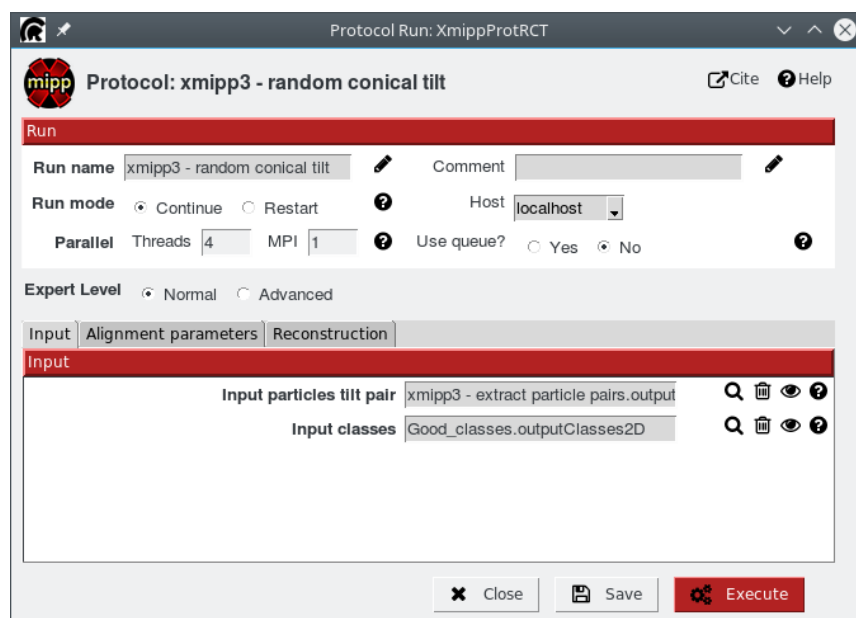 Protocol Run: XmippProtRCT
mipp Protocol: xmipp3 - random conical tilt Cite Help
Run
Run name xmipp3 - random conical tilt Comment
Run mode Continue Restart Host localhost
Parallel Threads 4 MPI 1 Use queue? Yes No
Expert Level Normal Advanced
Input Alignment parameters Reconstruction
Input
Input particles tilt pair xmipp3 - extract particle pairs.output
Input classes Good_classes.outputClasses2D
Close Save Execute